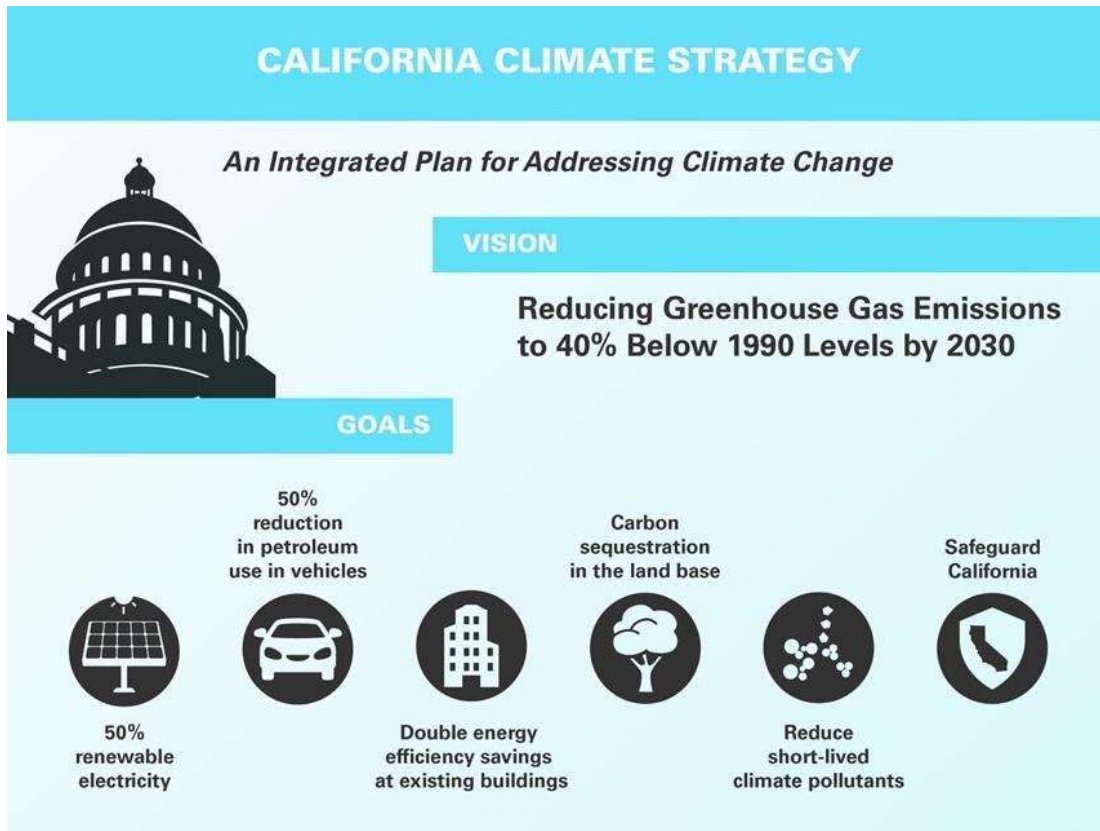 CALIFORNIA CLIMATE STRATEGY
An Integrated Plan for Addressing Climate Change
VISION
Reducing Greenhouse Gas Emissions
to 40% Below 1990 Levels by 2030
GOALS
50%
renewable
electricity
50%
reduction
in petroleum
use in vehicles
Double energy
efficiency savings
at existing buildings
Carbon
sequestration
in the land base
Reduce
short-lived
climate pollutants
Safeguard
California